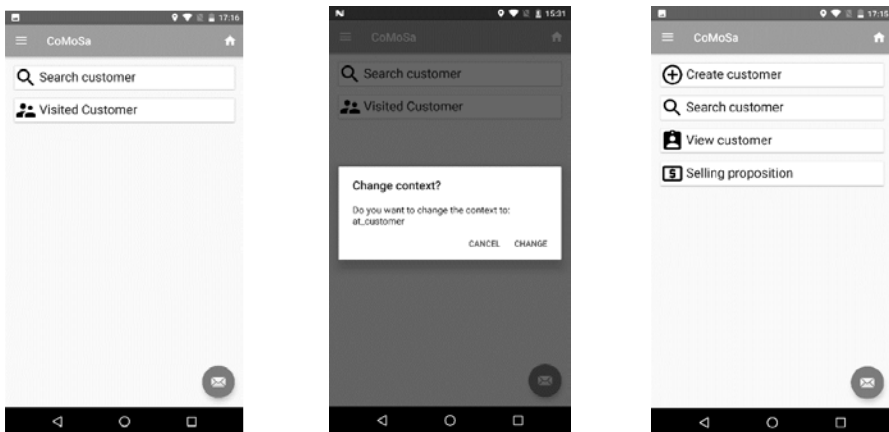 17:16
CoMoSa
Search customer
Visited Customer
N
15:31
CoMoSa
Search customer
Visited Customer
Change context?
Do you want to change the context to:
at_customer
CANCEL CHANGE
17:15
CoMoSa
Create customer
Search customer
View customer
Selling proposition